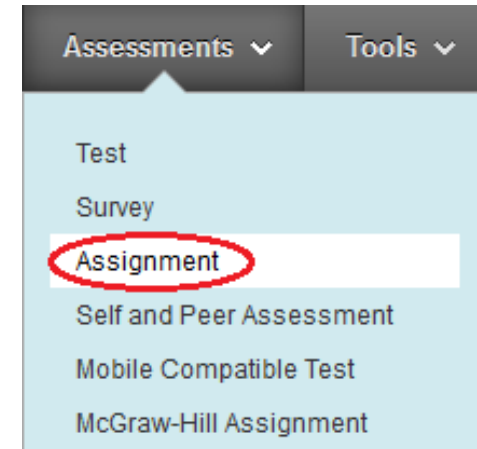 Assessments Tools
Test
Survey
Assignment
Self and Peer Assessment
Mobile Compatible Test
McGraw-Hill Assignment